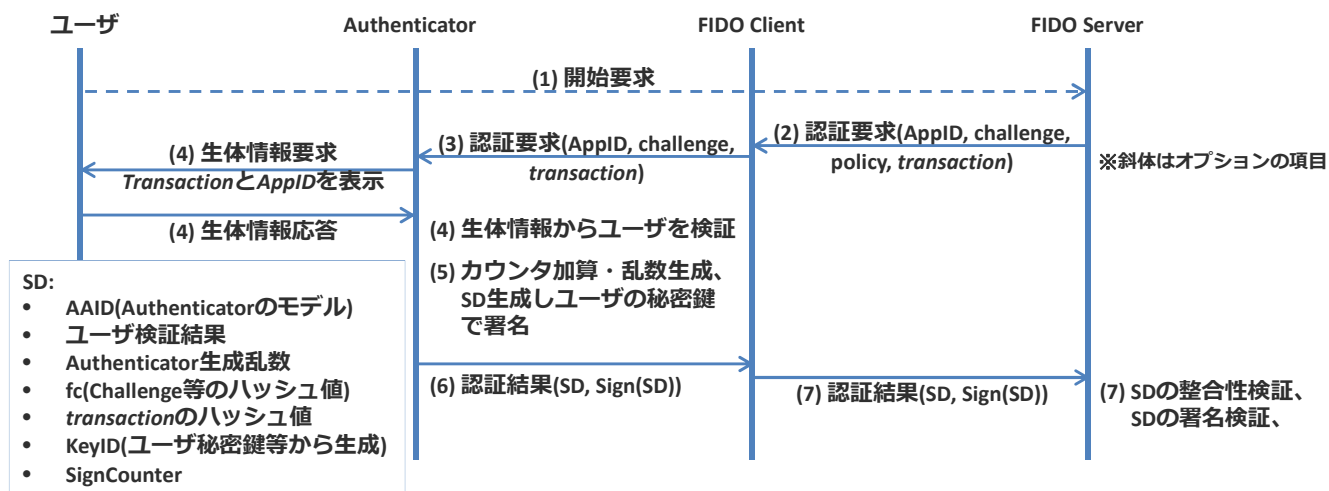 ユーザ
Authenticator
FIDO Client
FIDO Server
(1) 開始要求
(2) 認証要求(AppID, challenge,
policy, transaction)
※斜体はオプションの項目
(3) 認証要求(AppID, challenge,
transaction)
(4) 生体情報要求
TransactionとAppIDを表示
(4) 生体情報応答
(4) 生体情報からユーザを検証
(5) カウンタ加算・乱数生成、
SD生成しユーザの秘密鍵
で署名
SD:
• AAID(Authenticatorのモデル)
• ユーザ検証結果
• Authenticator生成乱数
• fc(Challenge等のハッシュ値)
• transactionのハッシュ値
• KeyID(ユーザ秘密鍵等から生成)
• SignCounter
(6) 認証結果(SD, Sign(SD))
(7) 認証結果(SD, Sign(SD))
(7) SDの整合性検証、
SDの署名検証、